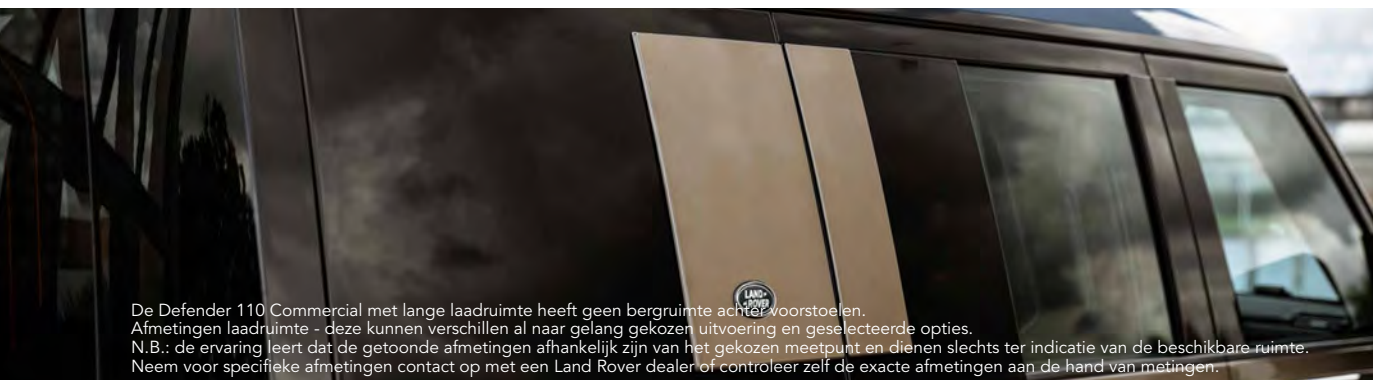 LAND-
-ROVER
De Defender 110 Commercial met lange laadruimte heeft geen bergruimte achter voorstoelen.
Afmetingen laadruimte - deze kunnen verschillen al naar gelang gekozen uitvoering en geselecteerde opties.
N.B.: de ervaring leert dat de getoonde afmetingen afhankelijk zijn van het gekozen meetpunt en dienen slechts ter indicatie van de beschikbare ruimte.
Neem voor specifieke afmetingen contact op met een Land Rover dealer of controleer zelf de exacte afmetingen aan de hand van metingen.